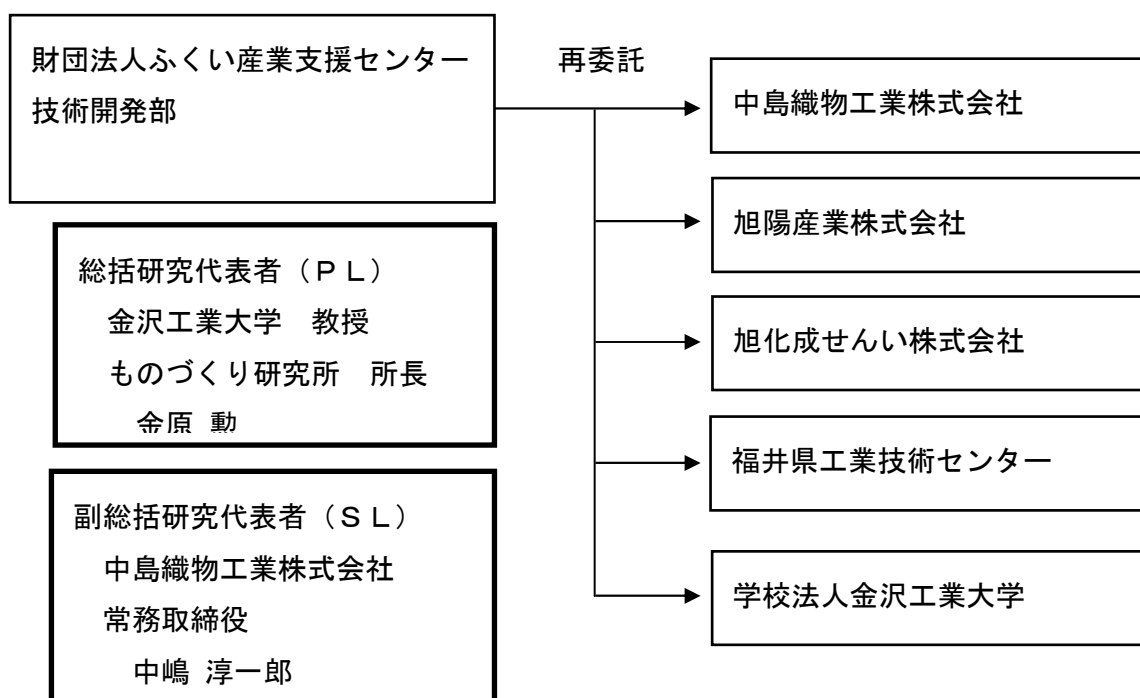 財団法人ふくい産業支援センター
技術開発部
再委託
中島織物工業株式会社
旭陽産業株式会社
旭化成せんい株式会社
福井県工業技術センター
学校法人金沢工業大学
総括研究代表者（ＰＬ）
金沢工業大学　教授
ものづくり研究所　所長
金原 勳
副総括研究代表者（ＳＬ）
中島織物工業株式会社
常務取締役
中嶋 淳一郎